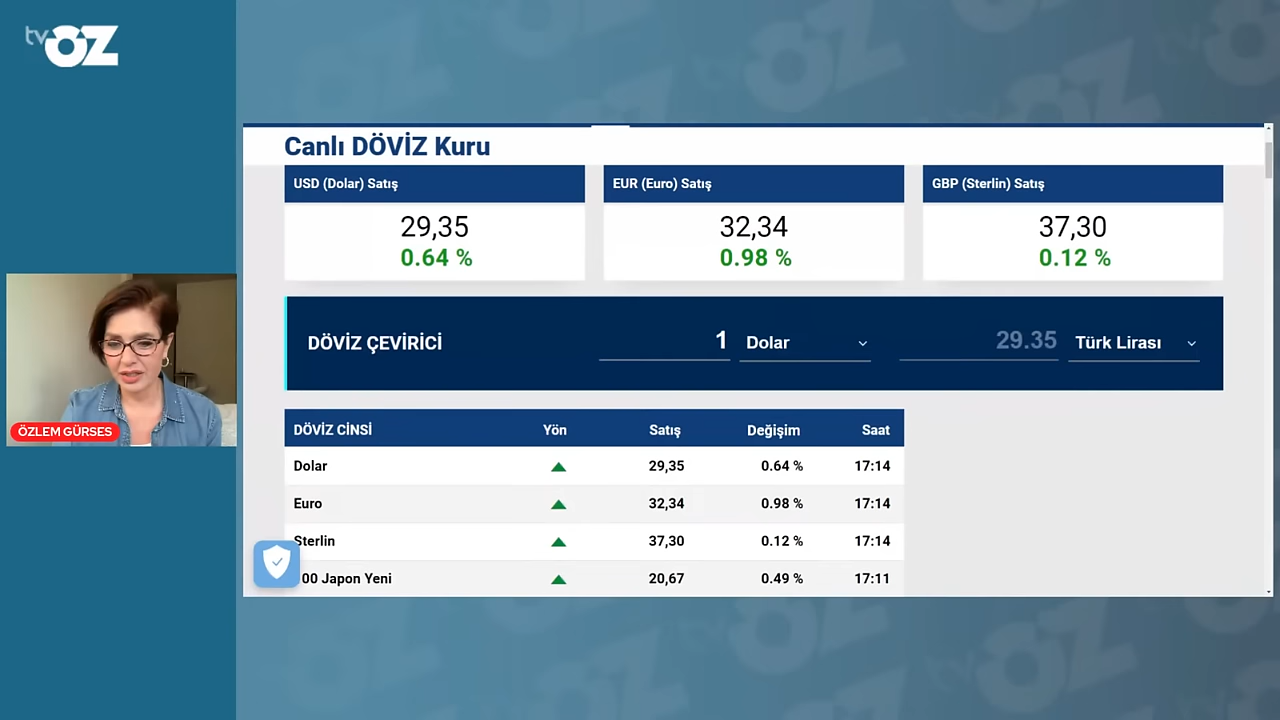 tv ÖZ
Canlı DÖVİZ Kuru
USD (Dolar) Satış
29,35
0.64 %
EUR (Euro) Satış
32,34
0.98 %
GBP (Sterlin) Satış
37,30
0.12 %
DÖVİZ ÇEVİRİCİ 1 Dolar 29.35 Türk Lirası
DÖVİZ CİNSİ Yön Satış Değişim Saat
Dolar 29,35 0.64 % 17:14
Euro 32,34 0.98 % 17:14
Sterlin 37,30 0.12 % 17:14
00 Japon Yeni 20,67 0.49 % 17:11
ÖZLEM GÜRSES